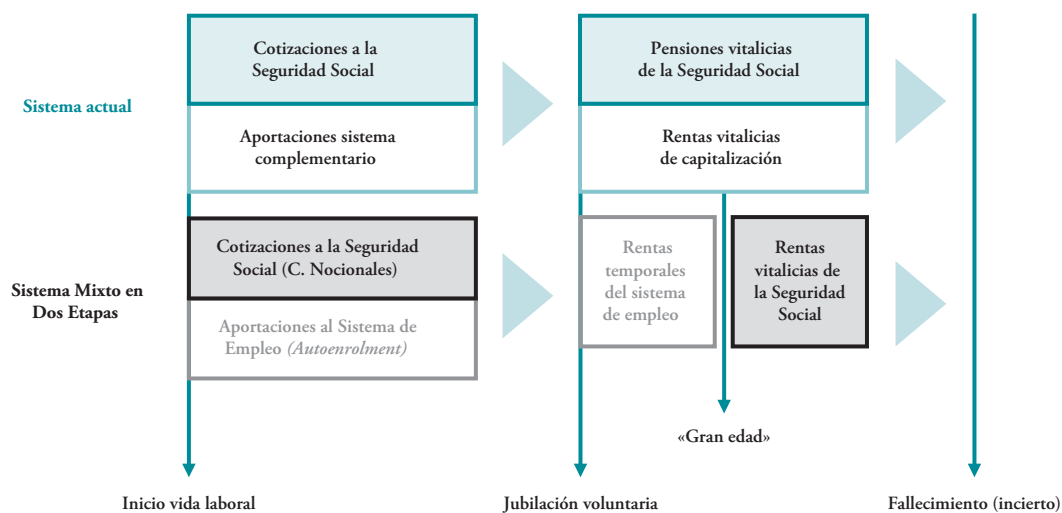 Cotizaciones a la
Seguridad Social
Pensiones vitalicias
de la Seguridad Social
Sistema actual
Aportaciones sistema
complementario
Rentas vitalicias
de capitalización
Sistema Mixto en
Dos Etapas
Cotizaciones a la Seguridad
Social (C. Nocionales)
Aportaciones al Sistema de
Empleo (Autoenrolment)
Rentas
temporales
del sistema
de empleo
Rentas
vitalicias de
la Seguridad
Social
«Gran edad»
Inicio vida laboral
Jubilación voluntaria
Fallecimiento (incierto)